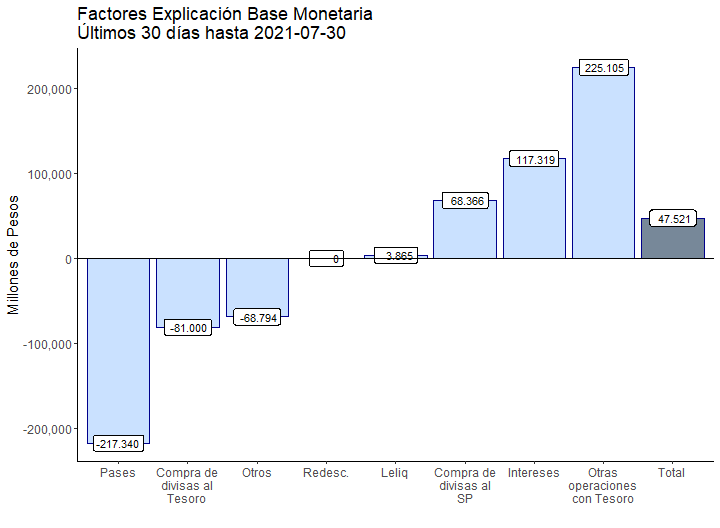 Factores Explicación Base Monetaria
Últimos 30 días hasta 2021-07-30
Millones de Pesos
200,000
100,000
0
-100,000
-200,000
-217.340
-81.000
-68.794
0
3.865
68.366
117.319
225.105
47.521
Pases
Compra de
divisas al
Tesoro
Otros
Redesc.
Leliq
Compra de
divisas al
SP
Intereses
Otras
operaciones
con Tesoro
Total